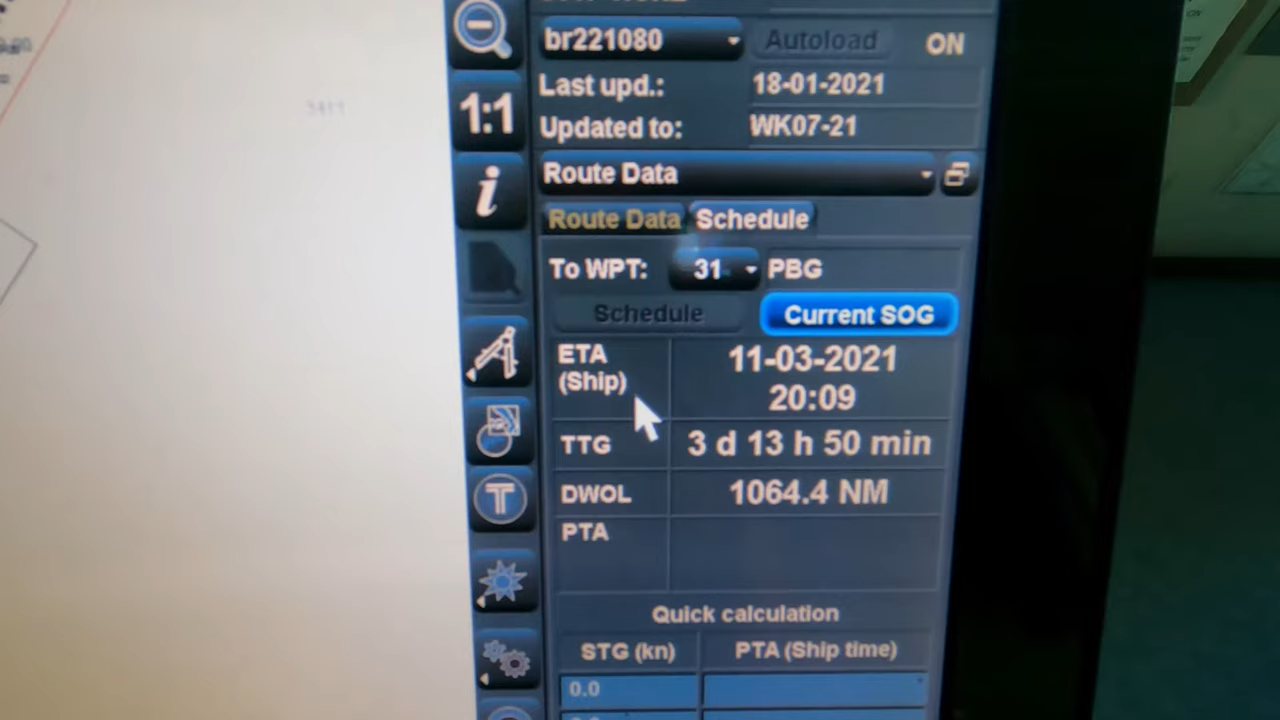 br221080 Autoload ON
Last upd.: 18-01-2021
Updated to: WK07-21
1:1
i
Route Data
Route Data Schedule
To WPT: 31 PBG
Schedule Current SOG
ETA (Ship) 11-03-2021 20:09
TTG 3 d 13 h 50 min
DWOL 1064.4 NM
T
PTA
Quick calculation
STG (kn) PTA (Ship time)
0.0